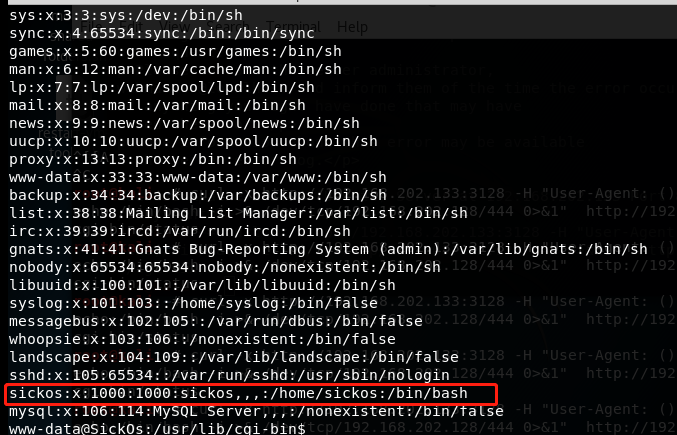 sys:x:3:3:sys:/dev:/bin/sh
sync:x:4:65534:sync:/bin:/bin/sync
games:x:5:60:games:/usr/games:/bin/sh
man:x:6:12:man:/var/cache/man:/bin/sh
lp:x:7:7:lp:/var/spool/lpd:/bin/sh
mail:x:8:8:mail:/var/mail:/bin/sh
news:x:9:9:news:/var/spool/news:/bin/sh
uucp:x:10:10:uucp:/var/spool/uucp:/bin/sh
proxy:x:13:13:proxy:/bin:/bin/sh
www-data:x:33:33:www-data:/var/www:/bin/sh
backup:x:34:34:backup:/var/backups:/bin/sh
list:x:38:38:Mailing List Manager:/var/list:/bin/sh
irc:x:39:39:ircd:/var/run/ircd:/bin/sh
gnats:x:41:41:Gnats Bug-Reporting System (admin):/var/lib/gnats:/bin/sh
nobody:x:65534:65534:nobody:/nonexistent:/bin/sh
libuuid:x:100:101::/var/lib/libuuid:/bin/sh
syslog:x:101:103::/home/syslog:/bin/false
messagebus:x:102:105::/var/run/dbus:/bin/false
whoopsie:x:103:106::/nonexistent:/bin/false
landscape:x:104:109::/var/lib/landscape:/bin/false
sshd:x:105:65534::/var/run/sshd:/usr/sbin/nologin
sickos:x:1000:1000:sickos,,,:/home/sickos:/bin/bash
mysql:x:106:114:MySQL Server,,,:/nonexistent:/bin/false
www-data@SickOs:/usr/lib/cgi-bin$